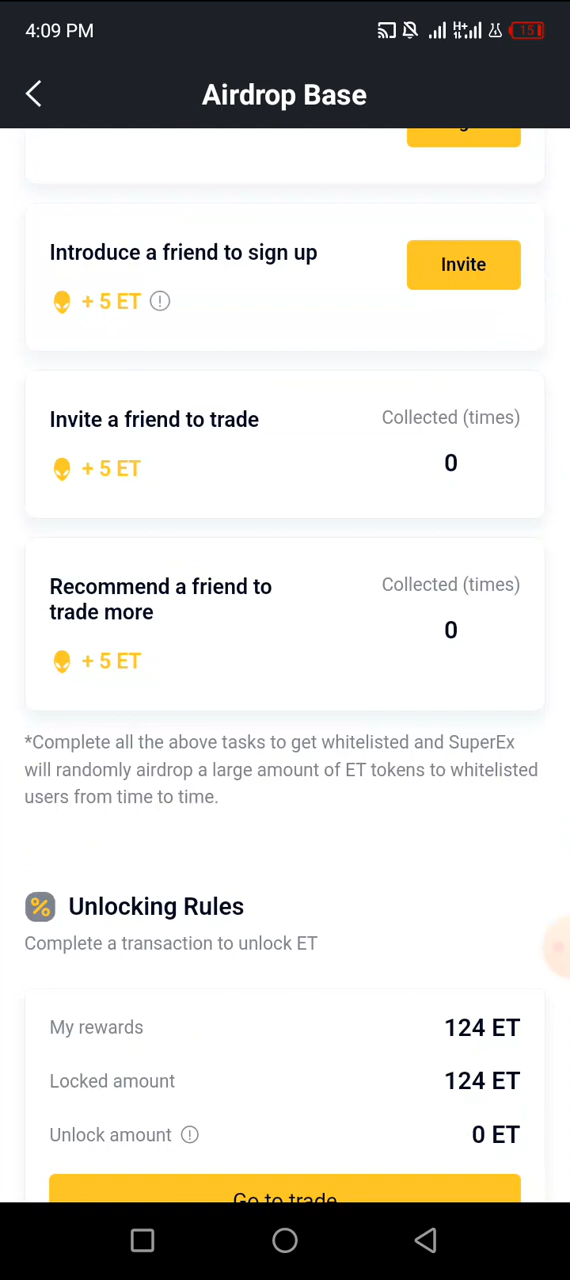 4:09 PM
H+
15
Airdrop Base
Introduce a friend to sign up
Invite
+ 5 ET
Invite a friend to trade
Collected (times)
+ 5 ET
0
Recommend a friend to
trade more
Collected (times)
0
+ 5 ET
*Complete all the above tasks to get whitelisted and SuperEx
will randomly airdrop a large amount of ET tokens to whitelisted
users from time to time.
% Unlocking Rules
Complete a transaction to unlock ET
My rewards
124 ET
Locked amount
124 ET
Unlock amount
0 ET
Go to trade